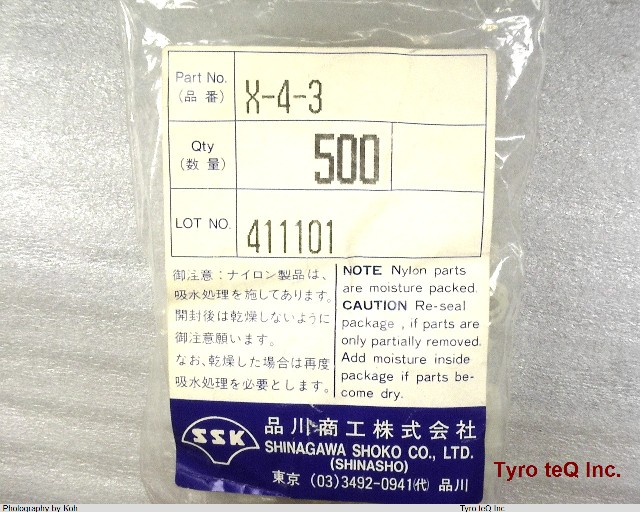 Part No.
(品 番)
X-4-3
Qty
(数 量)
500
LOT NO.
411101
御注意：ナイロン製品は、
吸水処理を施してあります。
開封後は乾燥しないように
御注意願います。
なお、乾燥した場合は再度
吸水処理を必要とします。
NOTE Nylon parts
are moisture packed.
CAUTION Re-seal
package , if parts are
only partially removed.
Add moisture inside
package if parts be-
come dry.
SSK
品川商工株式会社
SHINAGAWA SHOKO CO., LTD.
(SHINASHO)
東京 (03)3492-0941㈹ 品川
Tyro teQ Inc.
Photography by Koh
Tyro teQ Inc